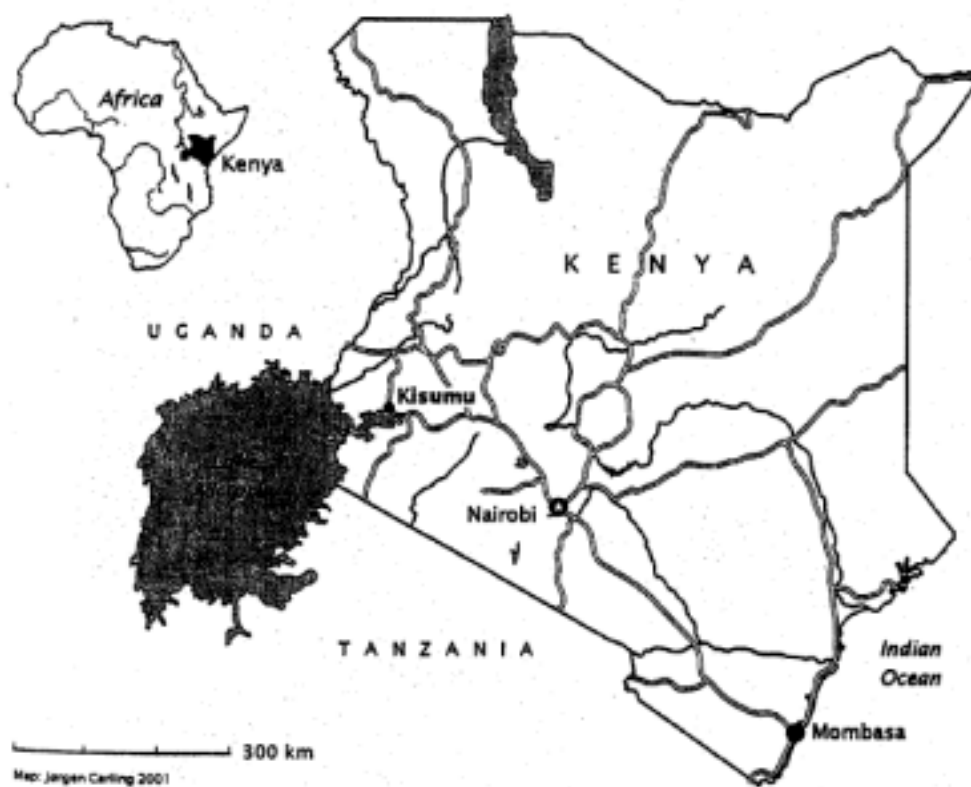 Africa
Kenya
K E N Y A
U G A N D A
Kisumu
Nairobi
T A N Z A N I A
Indian
Ocean
Mombasa
300 km
Map: Jørgen Carling 2001